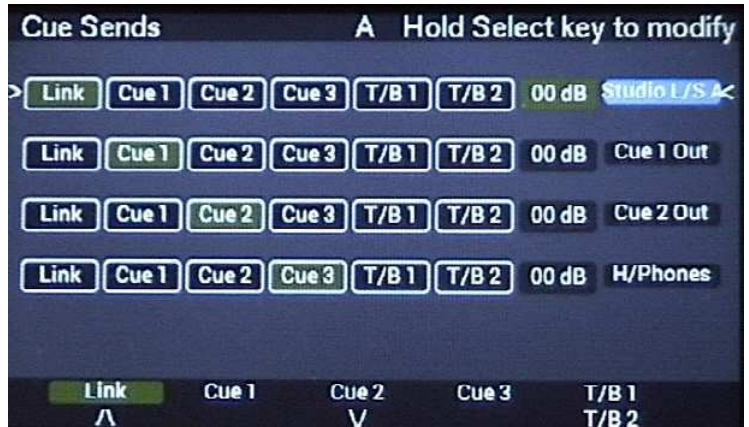 Cue Sends A Hold Select key to modify
> Link Cue 1 Cue 2 Cue 3 T/B 1 T/B 2 00 dB Studio L/S A <
Link Cue 1 Cue 2 Cue 3 T/B 1 T/B 2 00 dB Cue 1 Out
Link Cue 1 Cue 2 Cue 3 T/B 1 T/B 2 00 dB Cue 2 Out
Link Cue 1 Cue 2 Cue 3 T/B 1 T/B 2 00 dB H/Phones
Link Cue 1 Cue 2 Cue 3 T/B 1
/\ \/ T/B 2